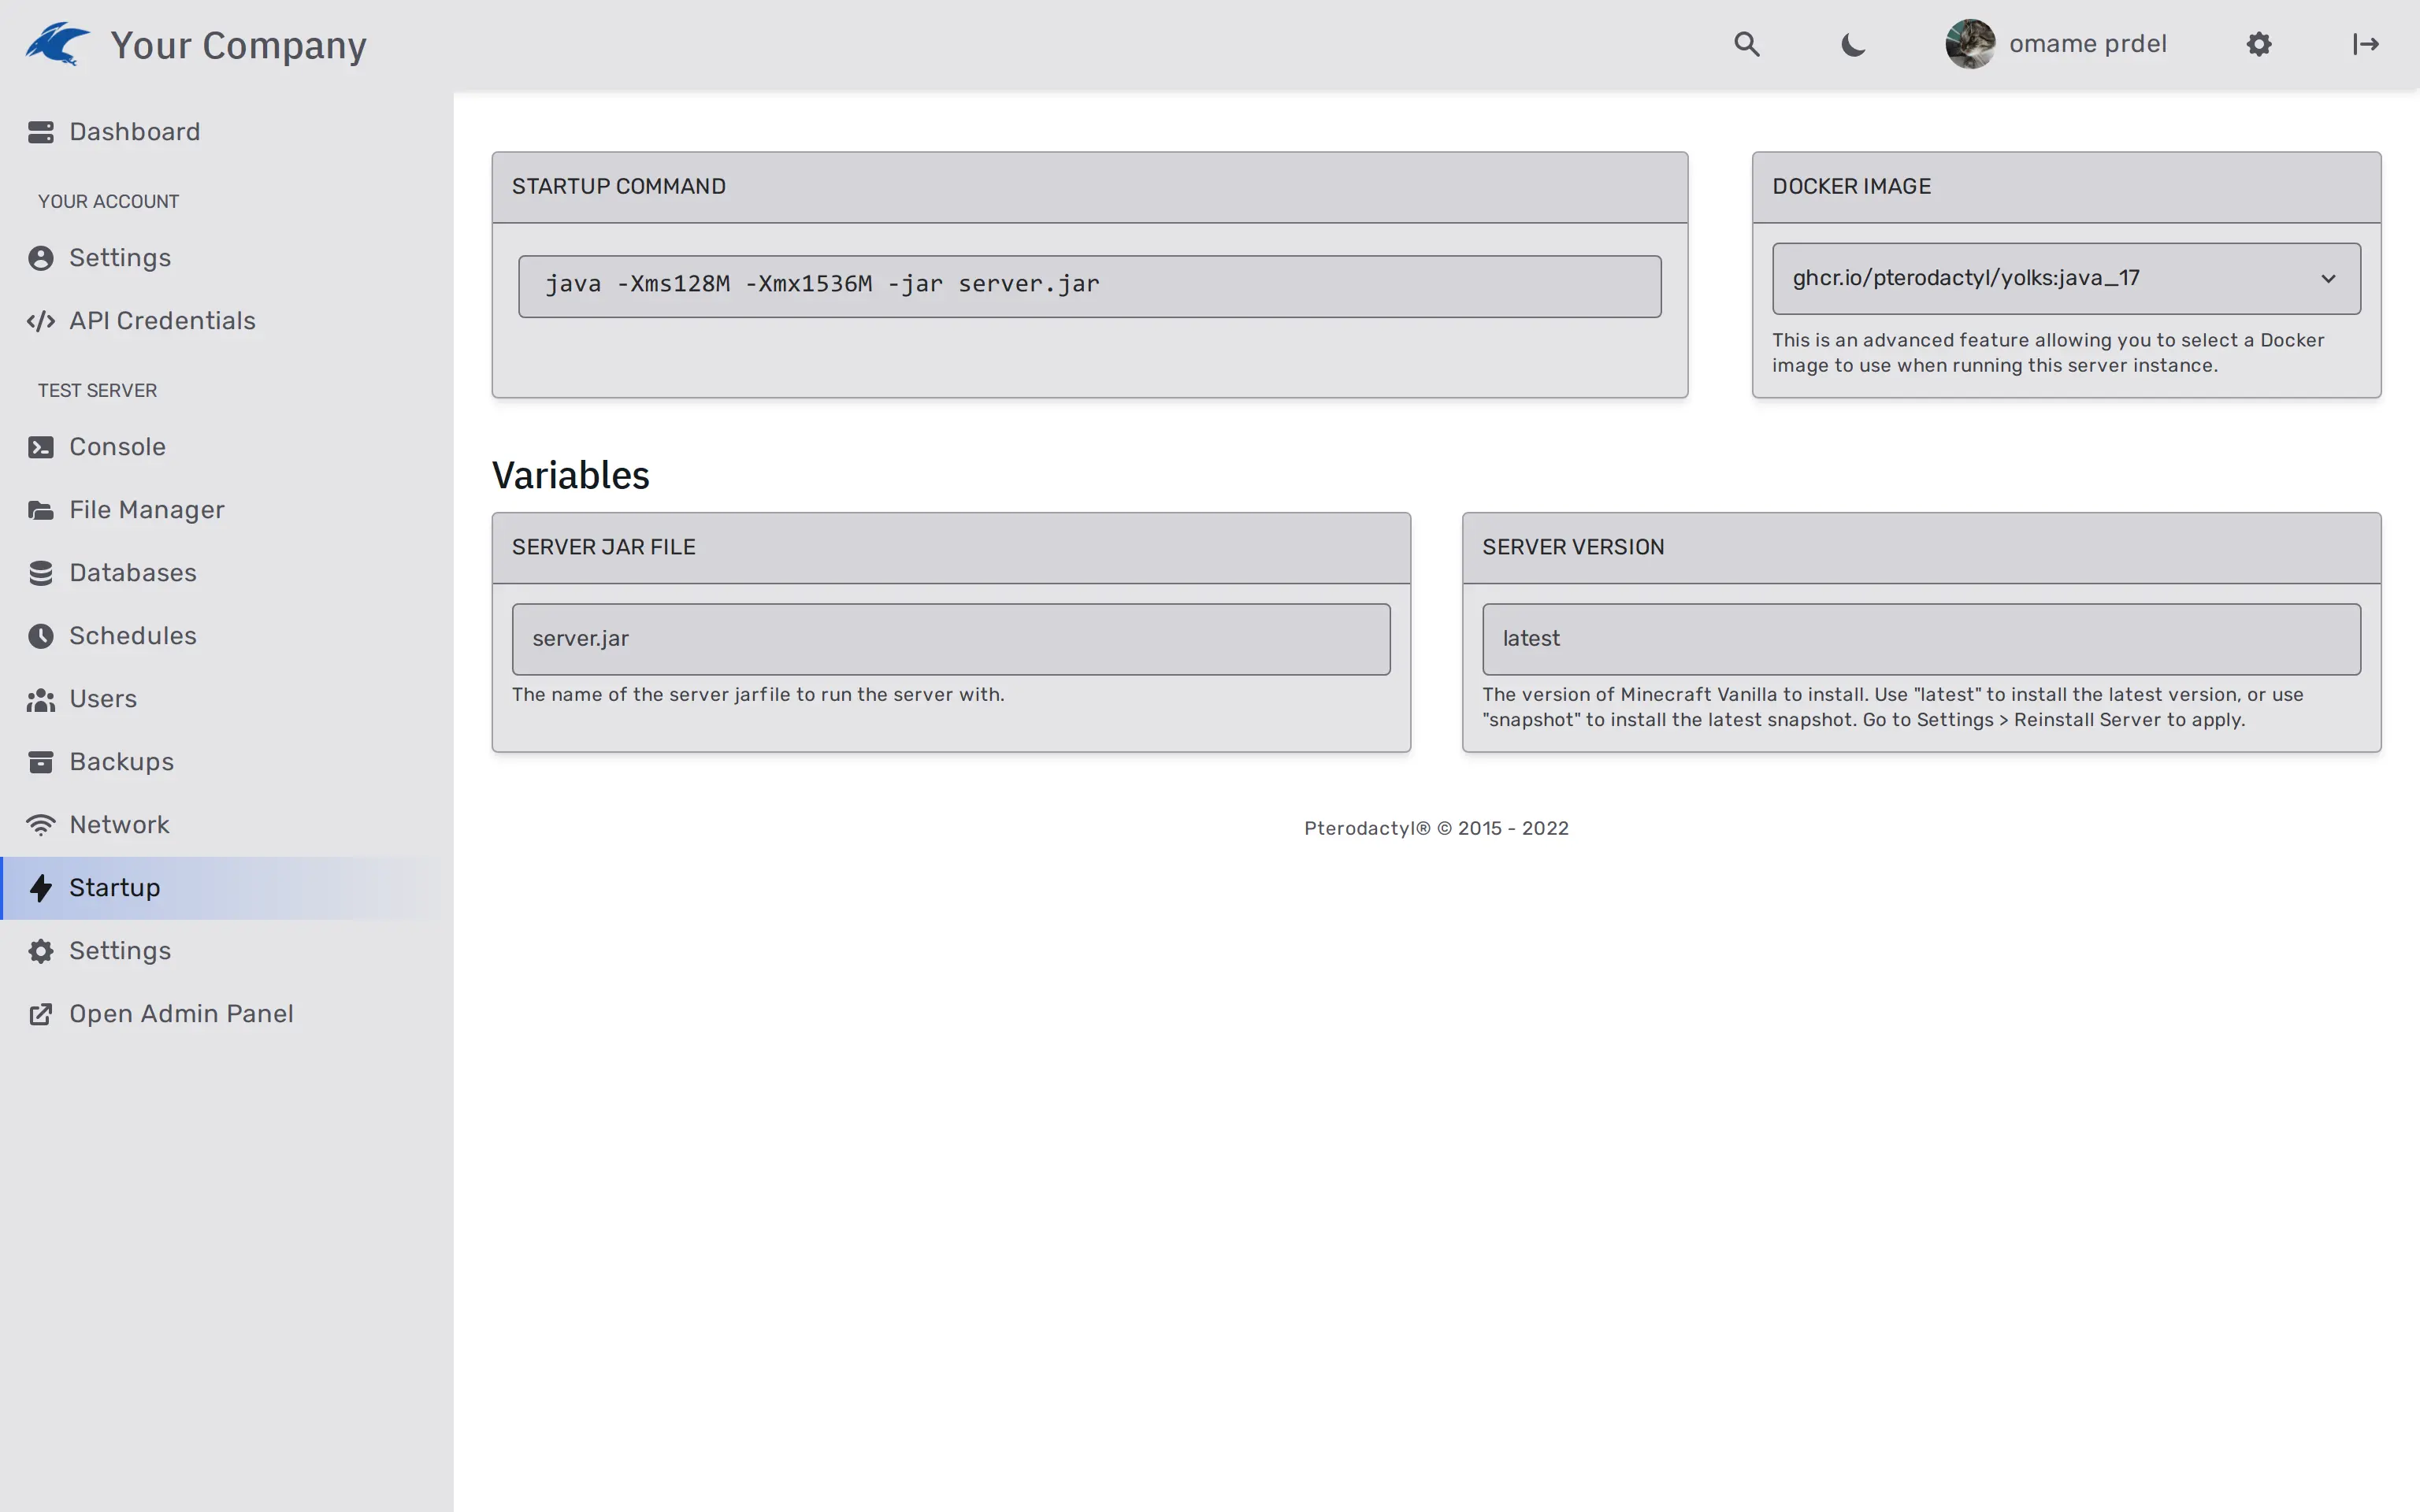 Your Company
omame prdel
Dashboard
YOUR ACCOUNT
Settings
API Credentials
TEST SERVER
Console
File Manager
Databases
Schedules
Users
Backups
Network
Startup
Settings
Open Admin Panel
STARTUP COMMAND
java -Xms128M -Xmx1536M -jar server.jar
DOCKER IMAGE
ghcr.io/pterodactyl/yolks:java_17
This is an advanced feature allowing you to select a Docker
image to use when running this server instance.
Variables
SERVER JAR FILE
server.jar
The name of the server jarfile to run the server with.
SERVER VERSION
latest
The version of Minecraft Vanilla to install. Use "latest" to install the latest version, or use
"snapshot" to install the latest snapshot. Go to Settings > Reinstall Server to apply.
Pterodactyl® © 2015 - 2022